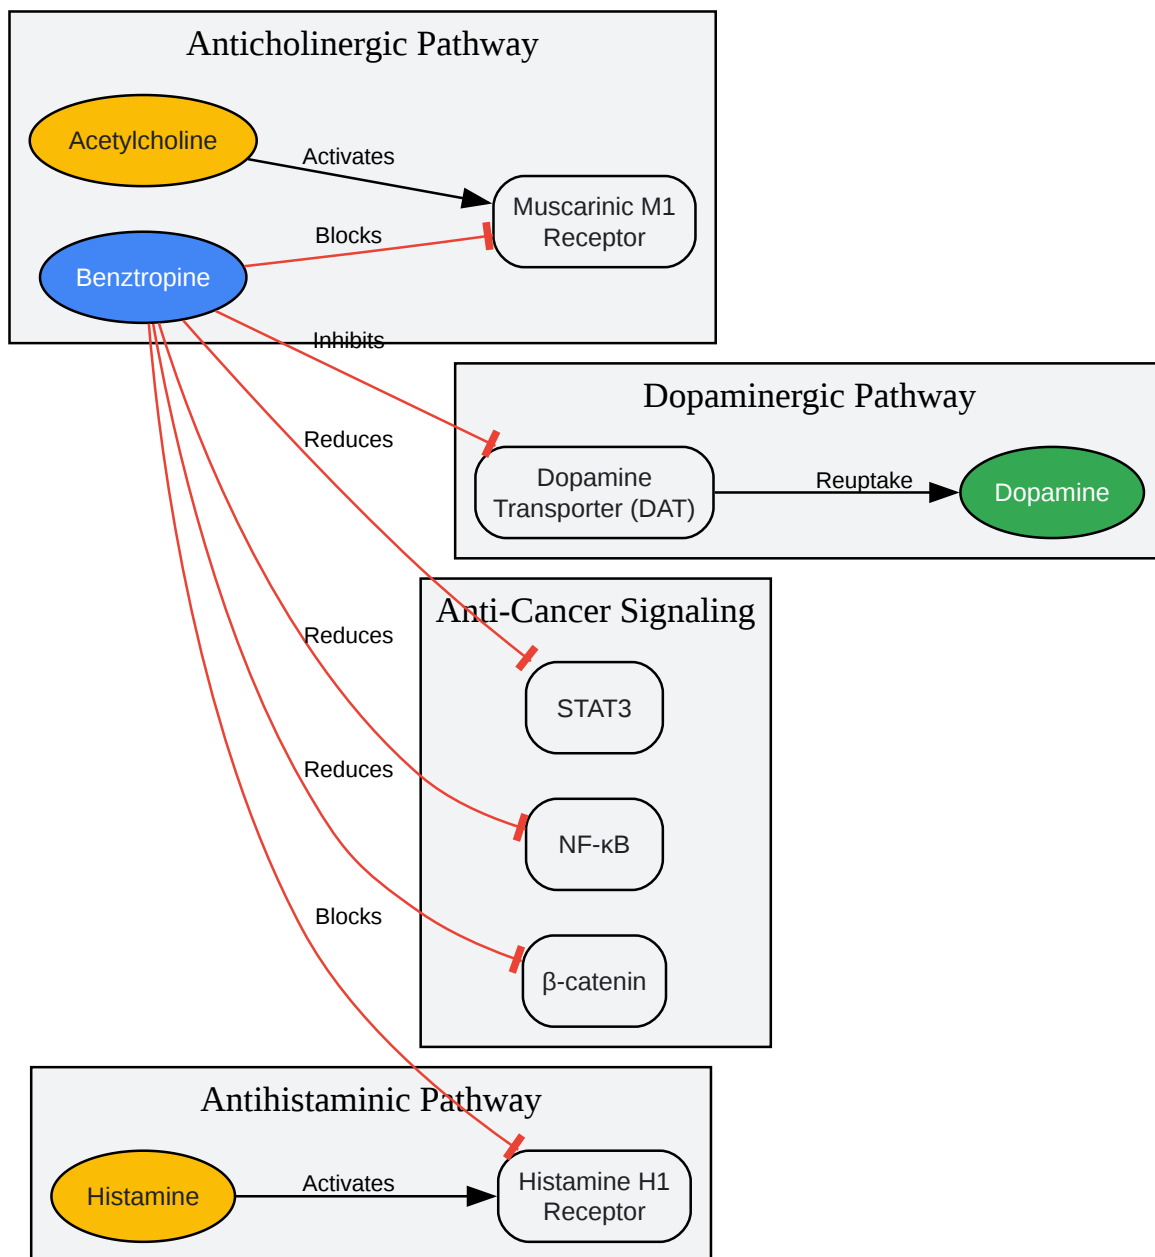 Anticholinergic Pathway
Acetylcholine
Activates
Muscarinic M1
Receptor
Blocks
Benztropine
Inhibits
Dopaminergic Pathway
Reduces
Dopamine
Transporter (DAT)
Reuptake
Dopamine
Anti-Cancer Signaling
Reduces
STAT3
Reduces
NF-κB
Blocks
β-catenin
Antihistaminic Pathway
Histamine
Activates
Histamine H1
Receptor